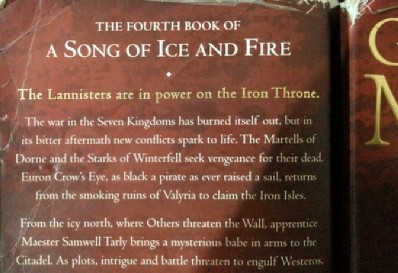 THE FOURTH BOOK OF
A SONG OF ICE AND FIRE
The Lannisters are in power on the Iron Throne.
The war in the Seven Kingdoms has burned itself out, but in
its bitter aftermath new conflicts spark to life. The Martells of
Dorne and the Starks of Winterfell seek vengeance for their dead.
Euron Crow's Eye, as black a pirate as ever raised a sail, returns
from the smoking ruins of Valyria to claim the Iron Isles.
From the icy north, where Others threaten the Wall, apprentice
Maester Samwell Tarly brings a mysterious babe in arms to the
Citadel. As plots, intrigue and battle threaten to engulf Westeros,